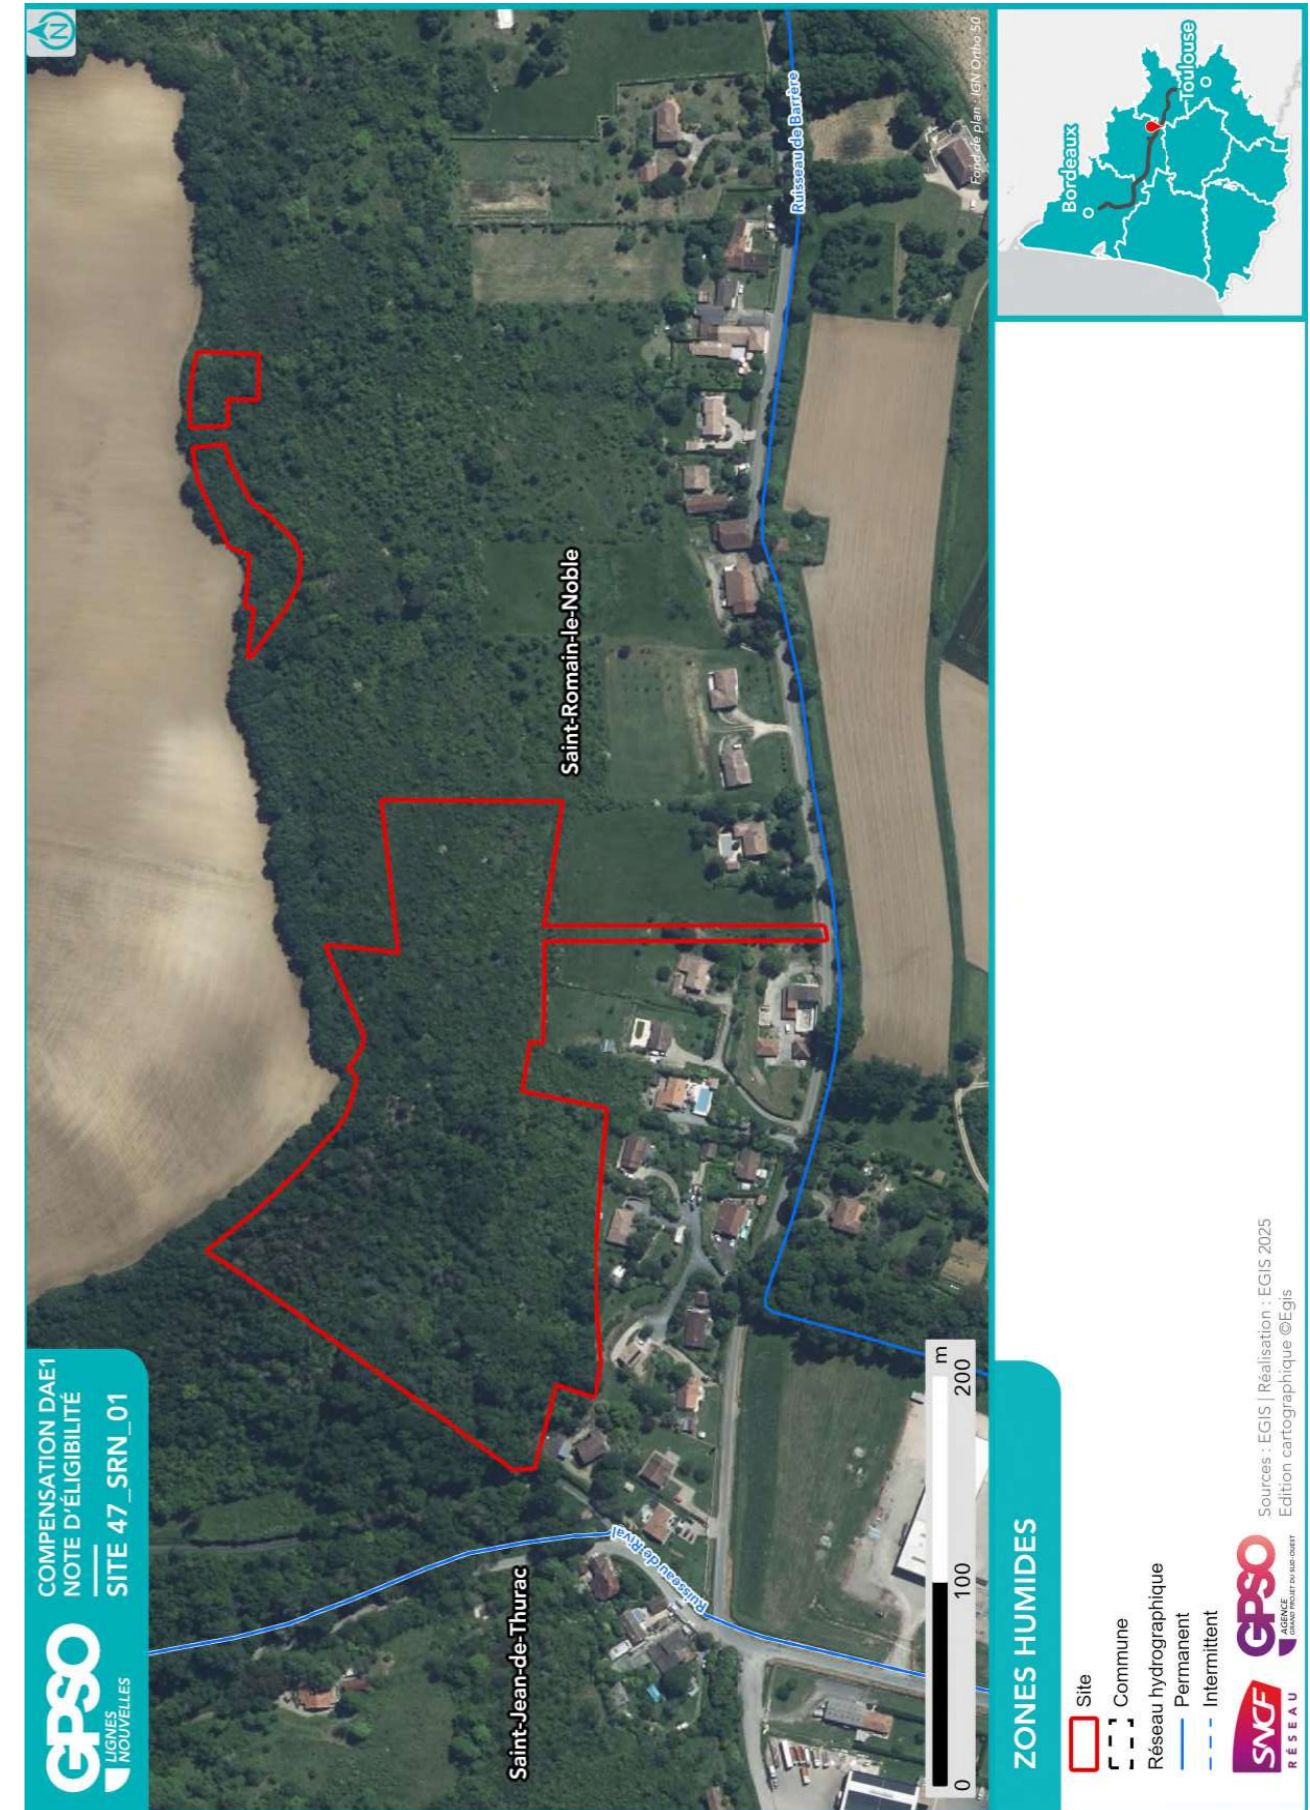 GPSO
LIGNES
NOUVELLES
COMPENSATION DAE1
NOTE D'ÉLIGIBILITÉ
SITE 47_SRN_01
N
Saint-Jean-de-Thurac
Ruisseau de Rival
Saint-Romain-le-Noble
Ruisseau de Barrère
0
100
200
m
Fond de plan : IGN Ortho 50
ZONES HUMIDES
Site
Commune
Réseau hydrographique
Permanent
Intermittent
SNCF
RÉSEAU
GPSO
AGENCE
GRAND PROJET DU SUD-OUEST
Sources : EGIS | Réalisation : EGIS 2025
Edition cartographique ©Egis
Bordeaux
Toulouse